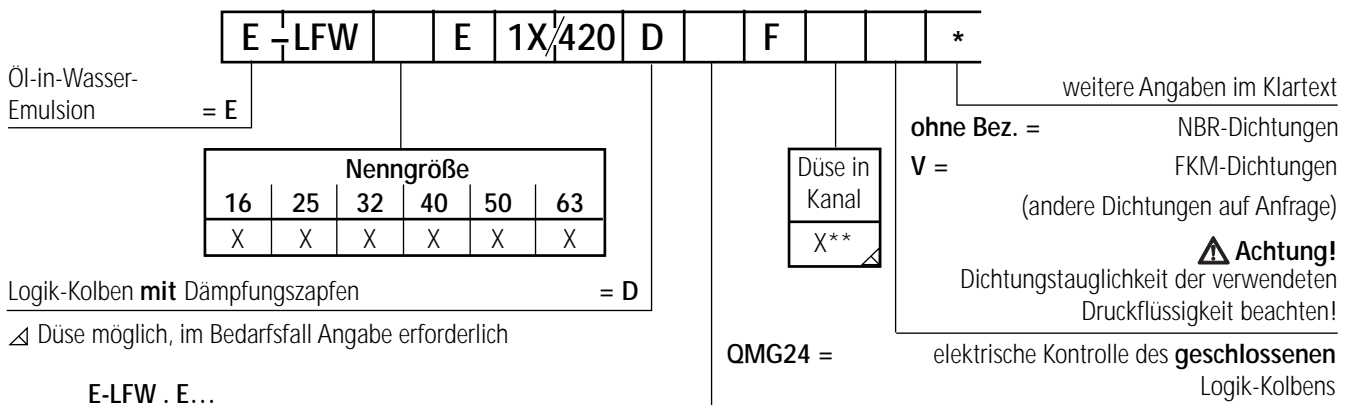 E – LFW E 1X/420 D F *
Öl-in-Wasser-
Emulsion = E
weitere Angaben im Klartext
ohne Bez. = NBR-Dichtungen
V = FKM-Dichtungen
(andere Dichtungen auf Anfrage)
Achtung!
Dichtungstauglichkeit der verwendeten
Druckflüssigkeit beachten!
Nenngröße
16 25 32 40 50 63
X X X X X X
Düse in
Kanal
X**
Logik-Kolben mit Dämpfungszapfen = D
Düse möglich, im Bedarfsfall Angabe erforderlich
QMG24 = elektrische Kontrolle des geschlossenen
Logik-Kolbens
E-LFW . E...